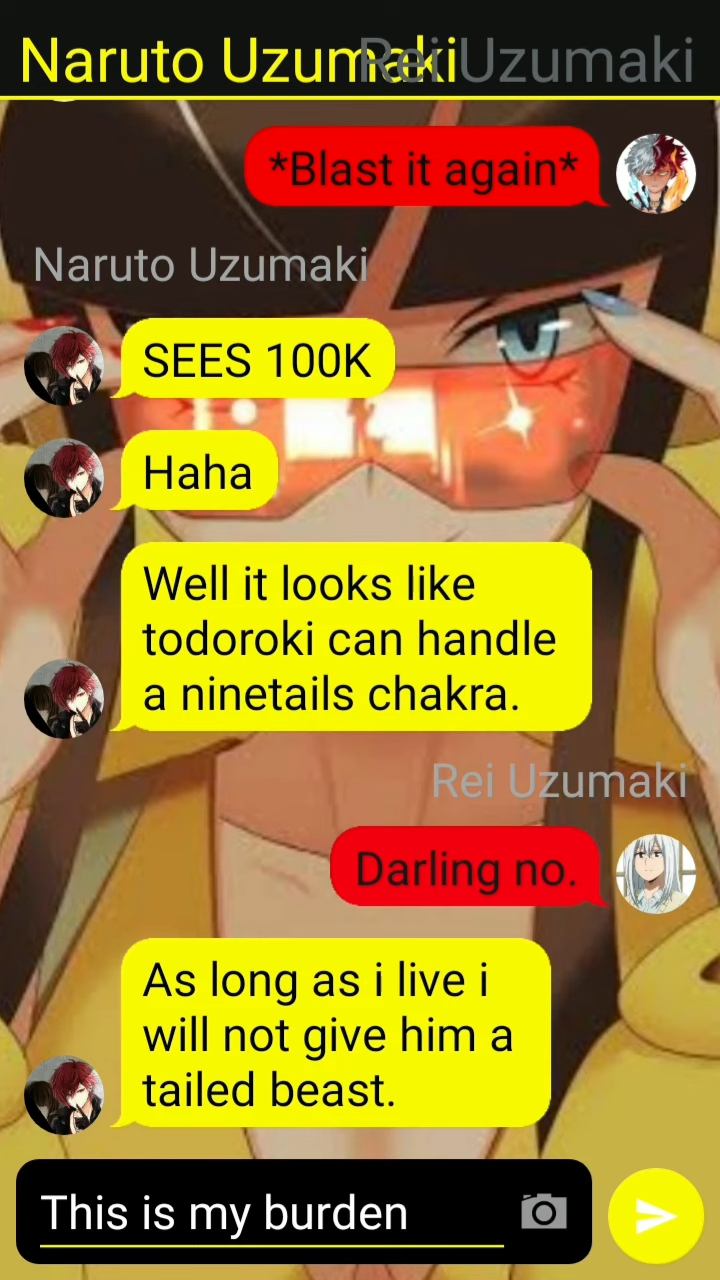 Naruto Uzumaki Rei Uzumaki
*Blast it again*
Naruto Uzumaki
SEES 100K
Haha
Well it looks like
todoroki can handle
a ninetails chakra.
Rei Uzumaki
Darling no.
As long as i live i
will not give him a
tailed beast.
This is my burden